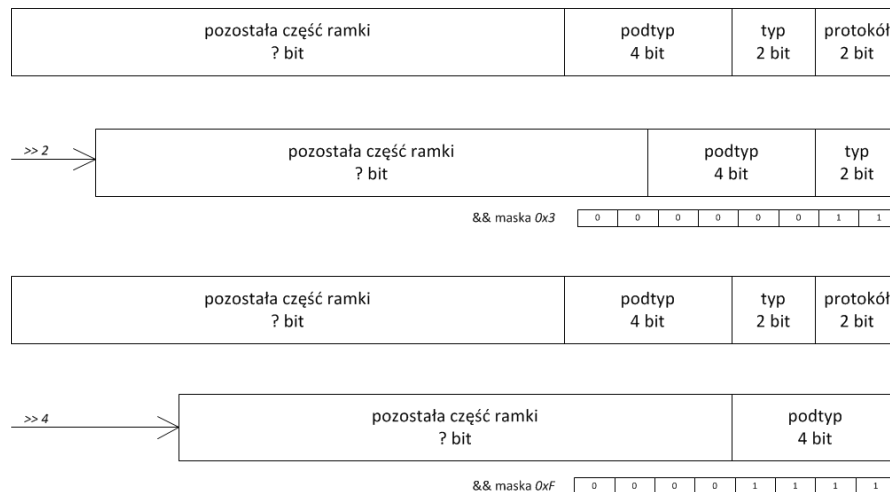 pozostała część ramki podtyp typ protokół
? bit 4 bit 2 bit 2 bit
>> 2
pozostała część ramki podtyp typ
? bit 4 bit 2 bit
&& maska 0x3 0 0 0 0 0 0 1 1
pozostała część ramki podtyp typ protokół
? bit 4 bit 2 bit 2 bit
>> 4
pozostała część ramki podtyp
? bit 4 bit
&& maska 0xF 0 0 0 0 1 1 1 1